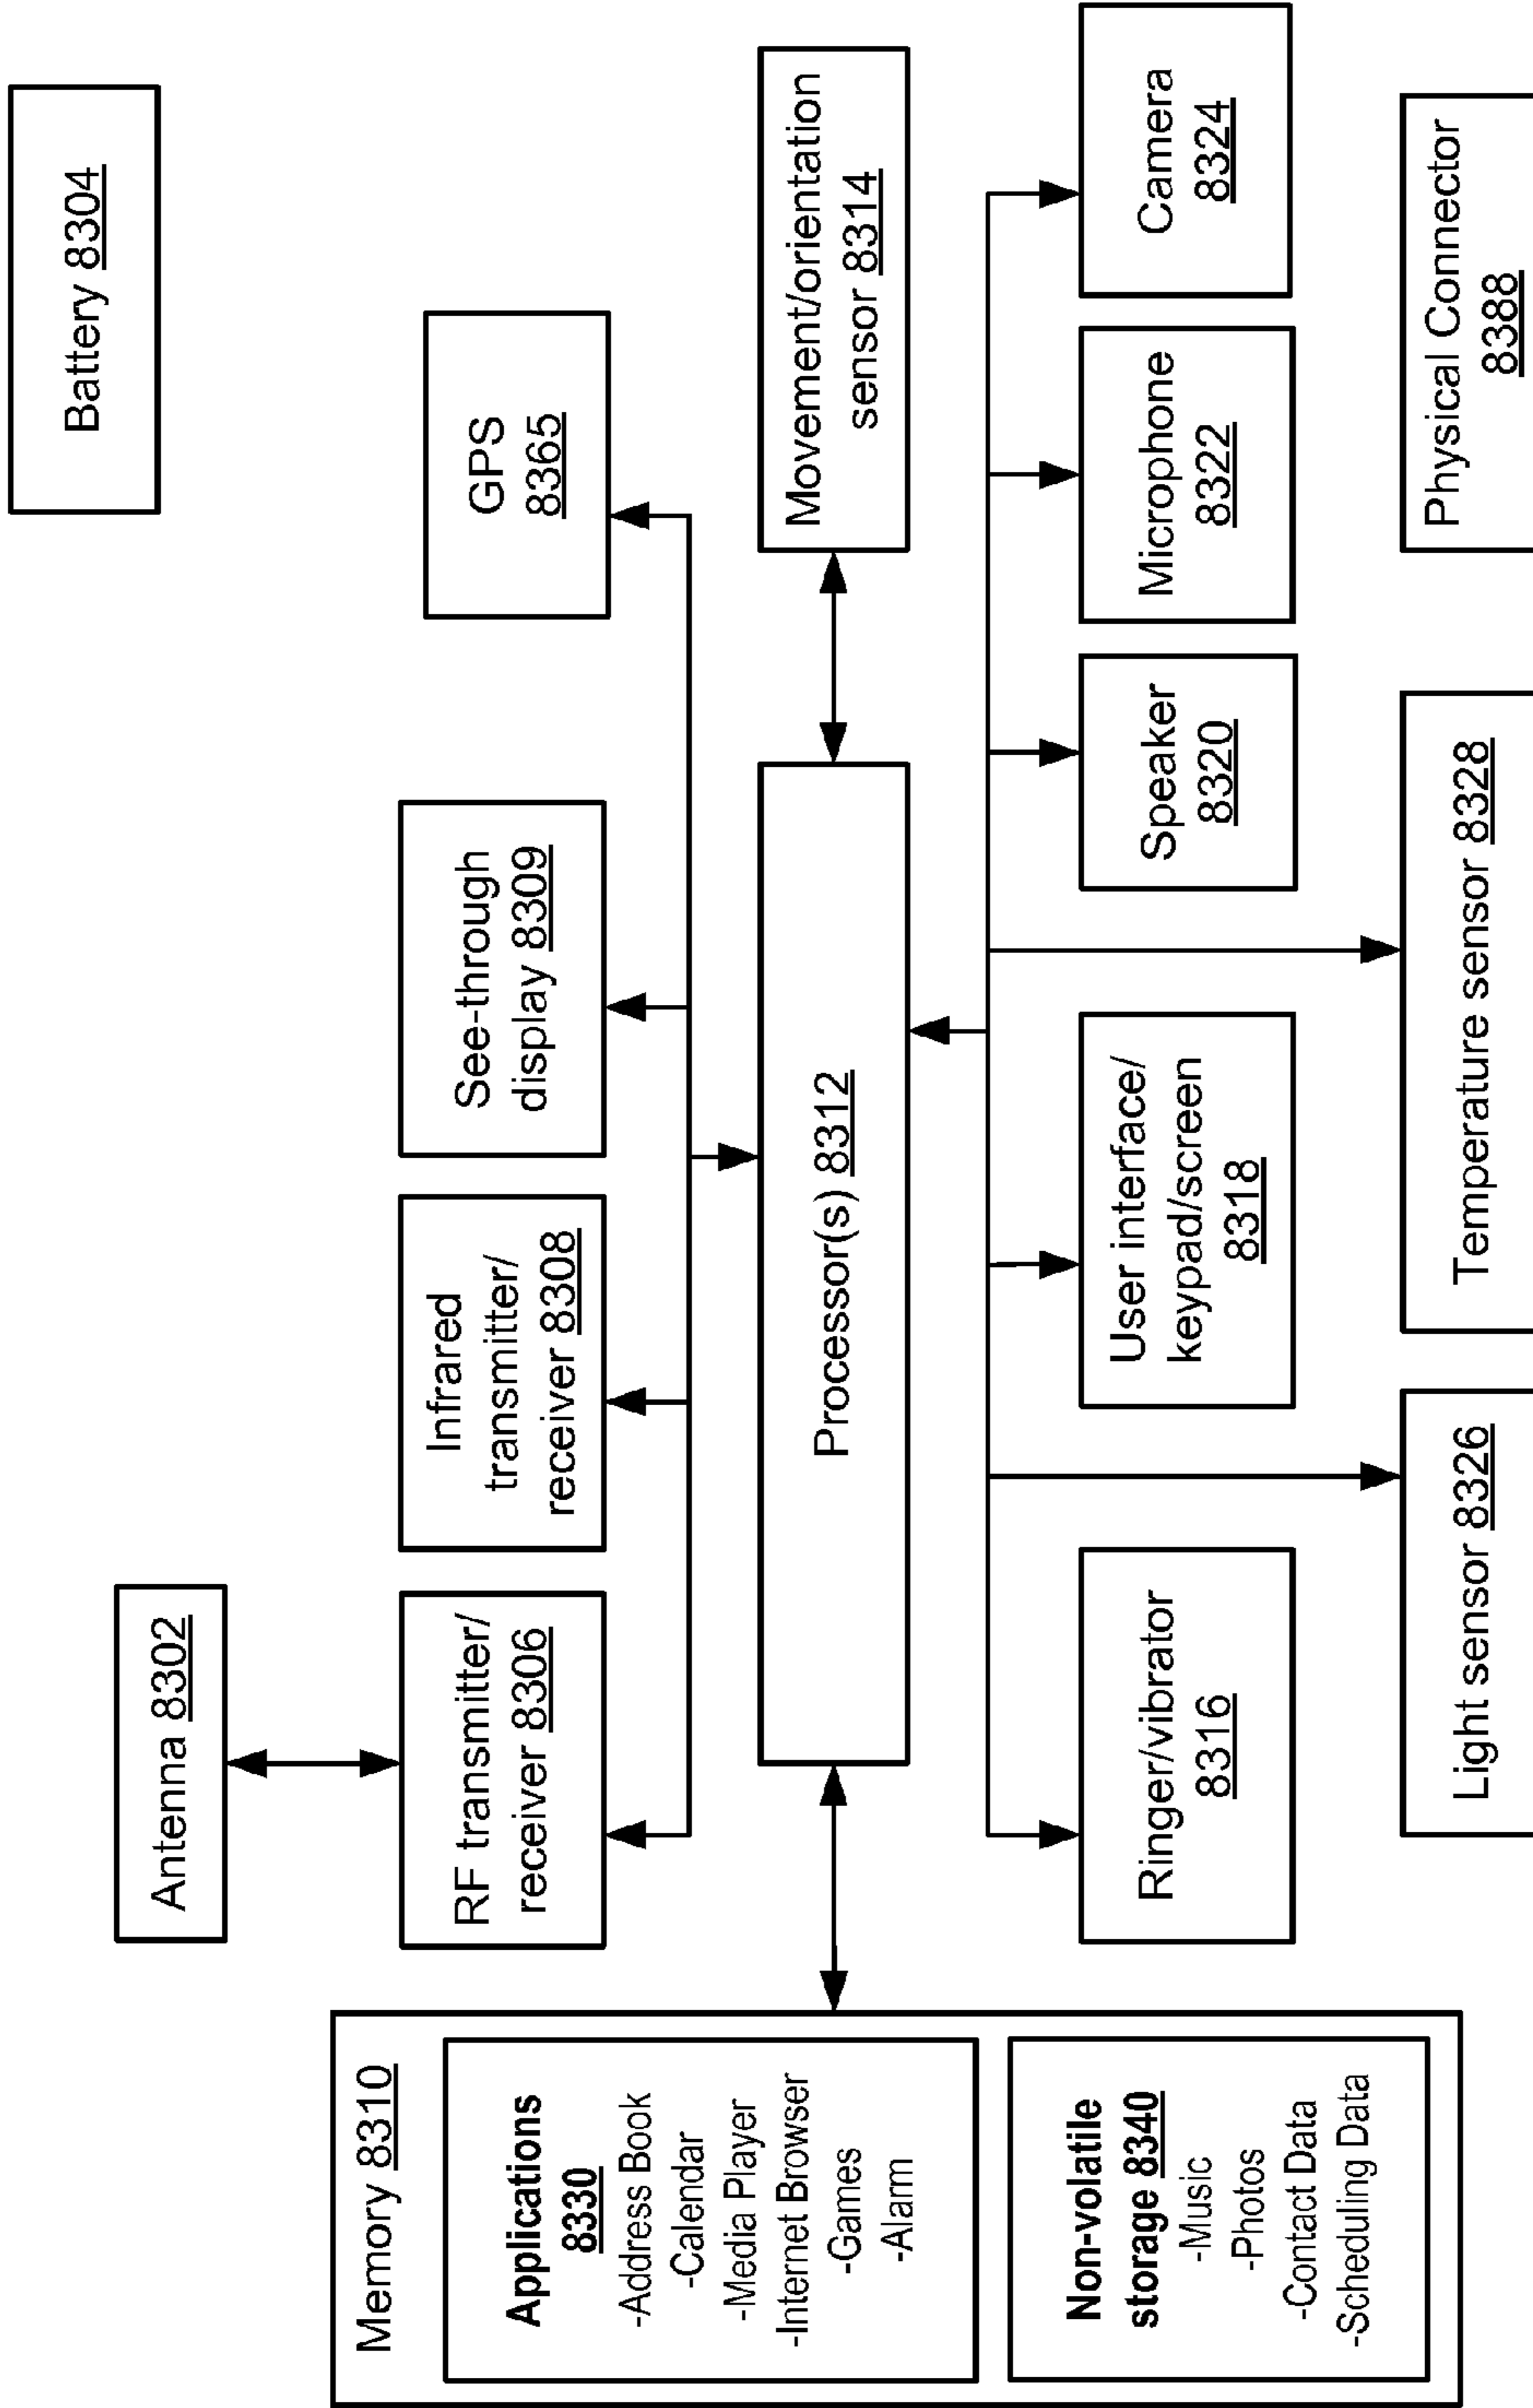 Memory 8310
Applications
8330
-Address Book
-Calendar
-Media Player
-Internet Browser
-Games
-Alarm
Non-volatile
storage 8340
-Music
-Photos
-Contact Data
-Scheduling Data
Antenna 8302
Battery 8304
RF transmitter/
receiver 8306
Infrared
transmitter/
receiver 8308
See-through
display 8309
GPS
8365
Processor(s) 8312
Movement/orientation
sensor 8314
Ringer/vibrator
8316
User interface/
keypad/screen
8318
Speaker
8320
Microphone
8322
Camera
8324
Light sensor 8326
Temperature sensor 8328
Physical Connector
8388